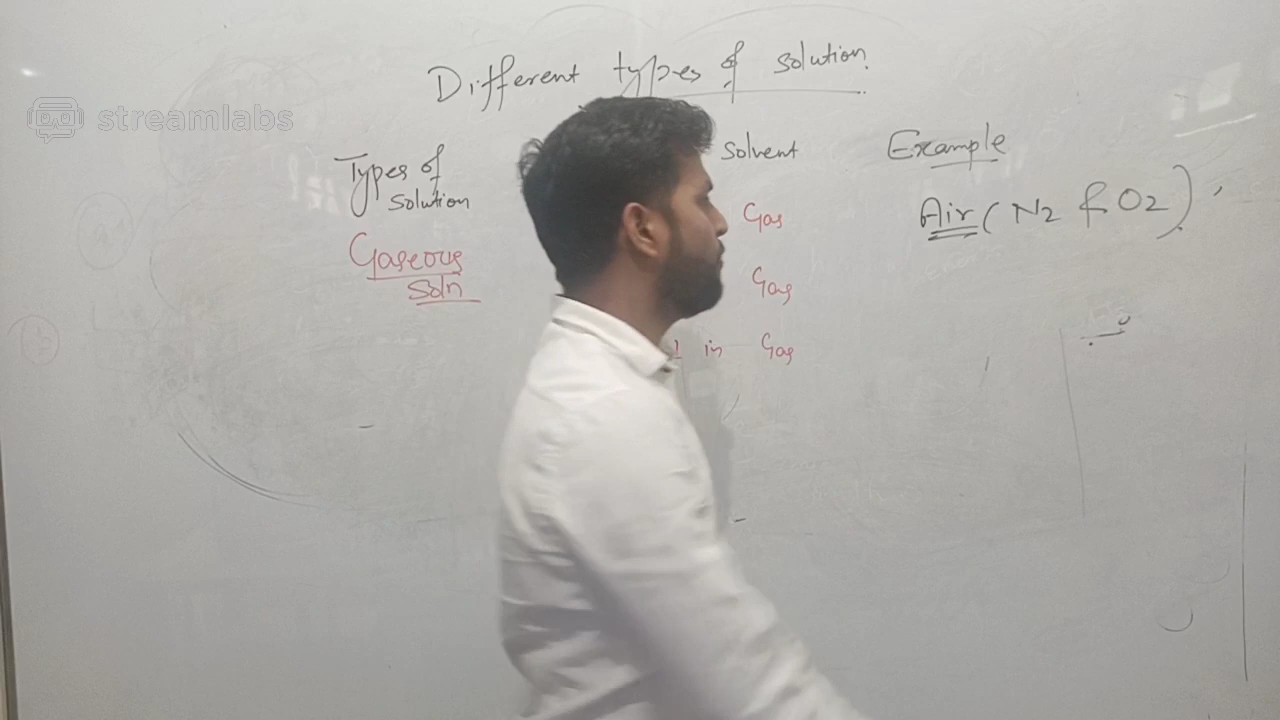 Different types of solution.
streamlabs
Types of solution
Solvent
Example
Gaseous Soln
Gas
Air (N2 & O2)
Gas
in Gas